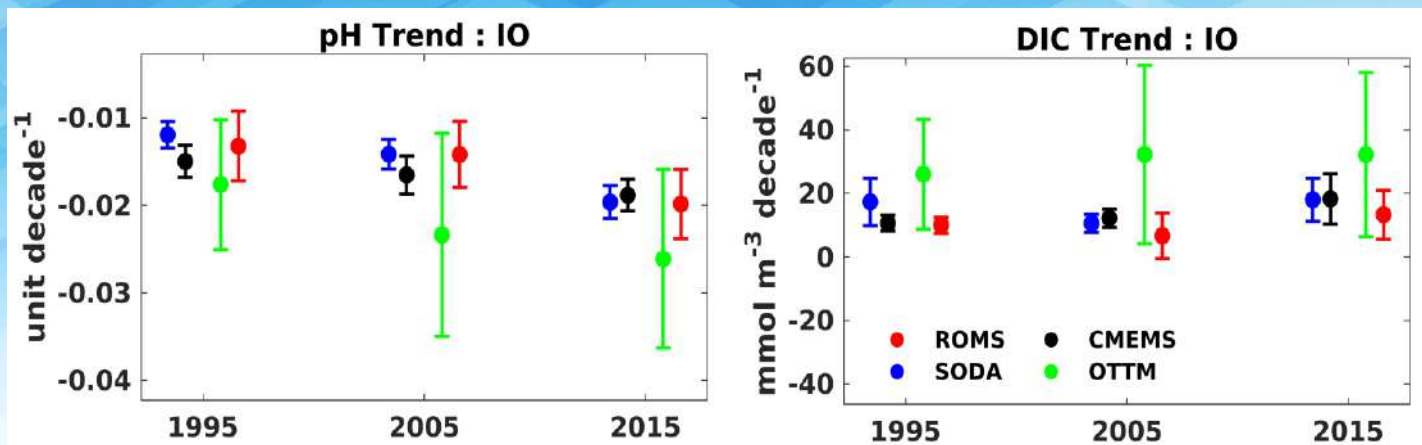 pH Trend : IO
unit decade⁻¹
-0.01
-0.02
-0.03
-0.04
1995 2005 2015
DIC Trend : IO
mmol m⁻³ decade⁻¹
60
40
20
0
-20
-40
ROMS CMEMS
SODA OTTM
1995 2005 2015